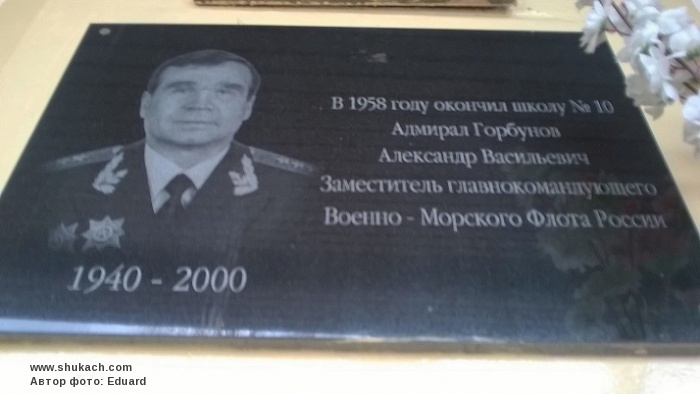 В 1958 году окончил школу № 10
Адмирал Горбунов
Александр Васильевич
Заместитель главнокомандующего
Военно - Морского Флота России
1940 - 2000
www.shukach.com
Автор фото: Eduard